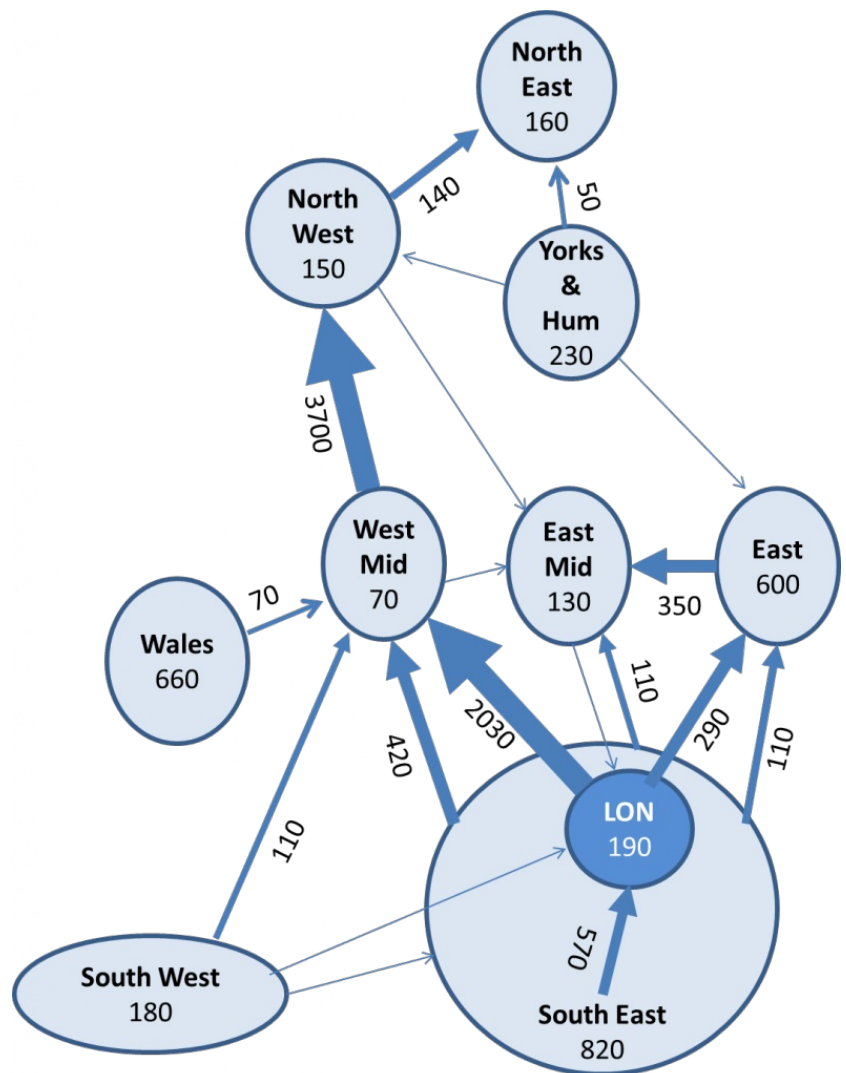 North
East
160
140
50
North
West
150
Yorks
&
Hum
230
3700
West
Mid
70
East
Mid
130
East
600
350
70
Wales
660
110
2030
290
110
420
110
LON
190
570
South West
180
South East
820